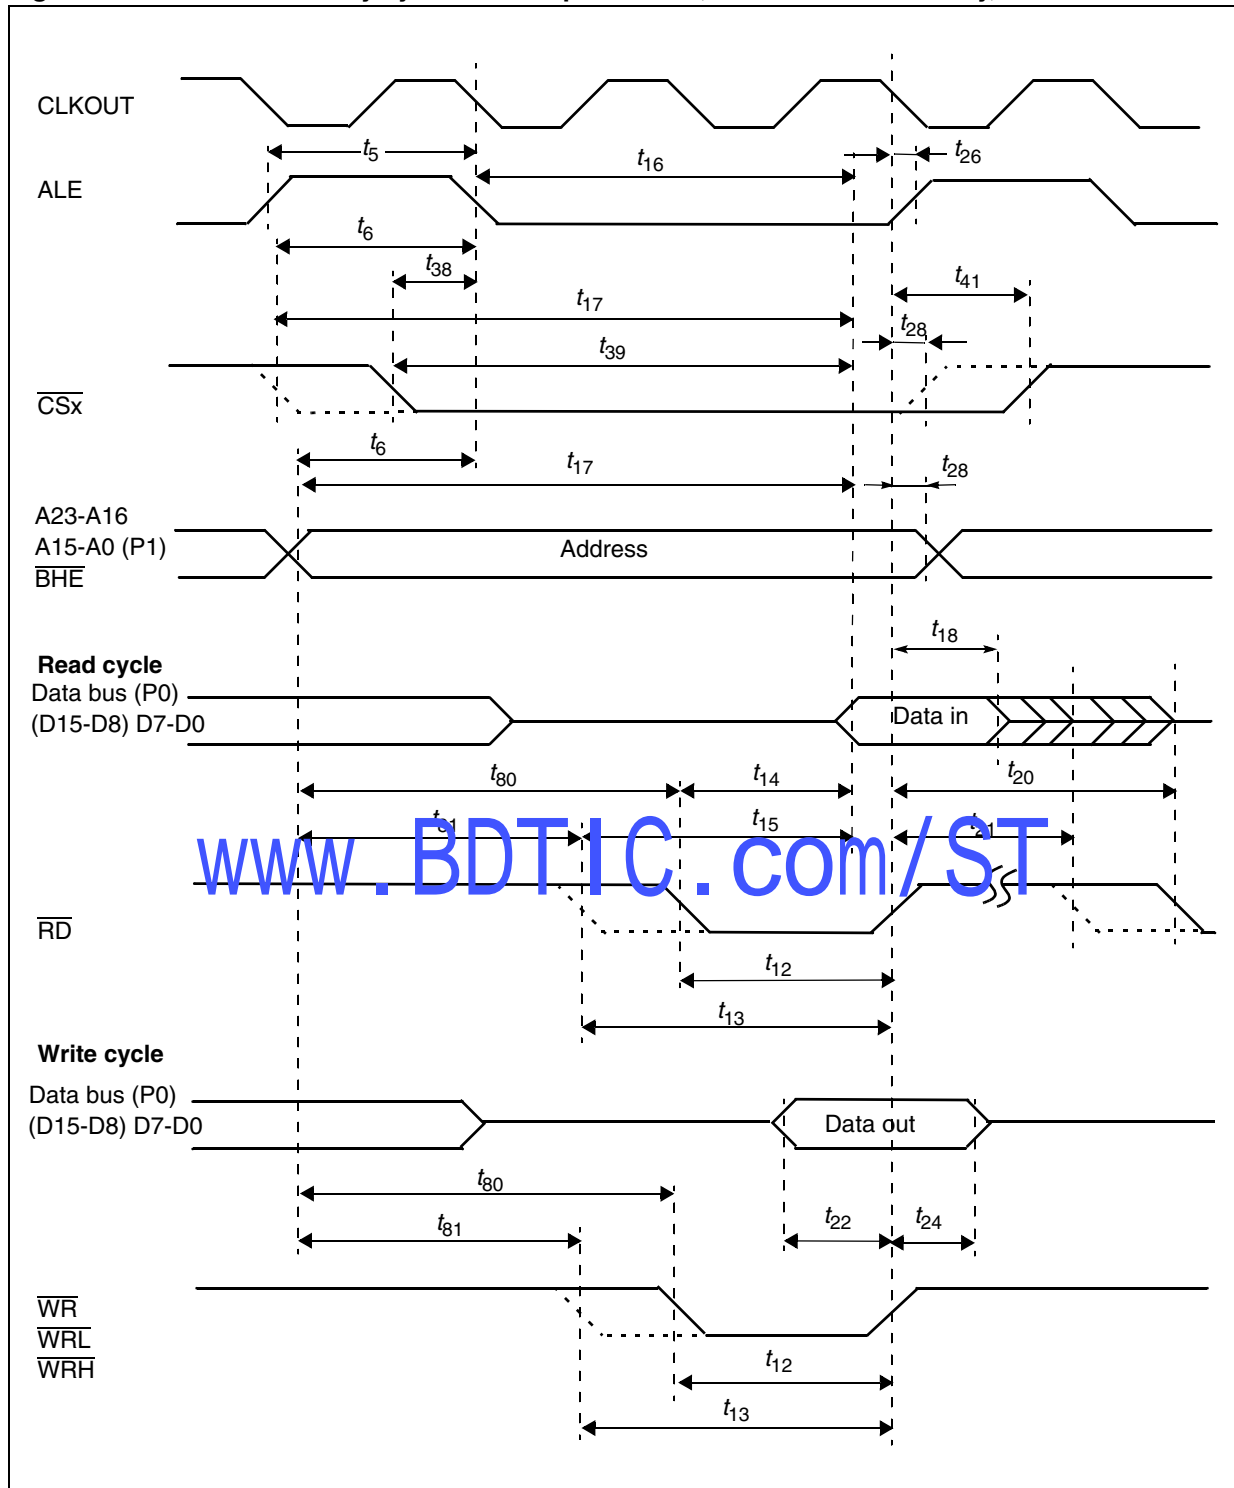 CLKOUT
t5
t16
t26
ALE
t6
t38
t41
t17
t28
t39
CSx
t6
t17
t28
A23-A16
A15-A0 (P1)
Address
BHE
t18
Read cycle
Data bus (P0)
Data in
(D15-D8) D7-D0
t80
t14
t20
t81
t15
t21
www.BDTIC.com/ST
RD
t12
t13
Write cycle
Data bus (P0)
(D15-D8) D7-D0
Data out
t80
t81
t22
t24
WR
WRL
WRH
t12
t13